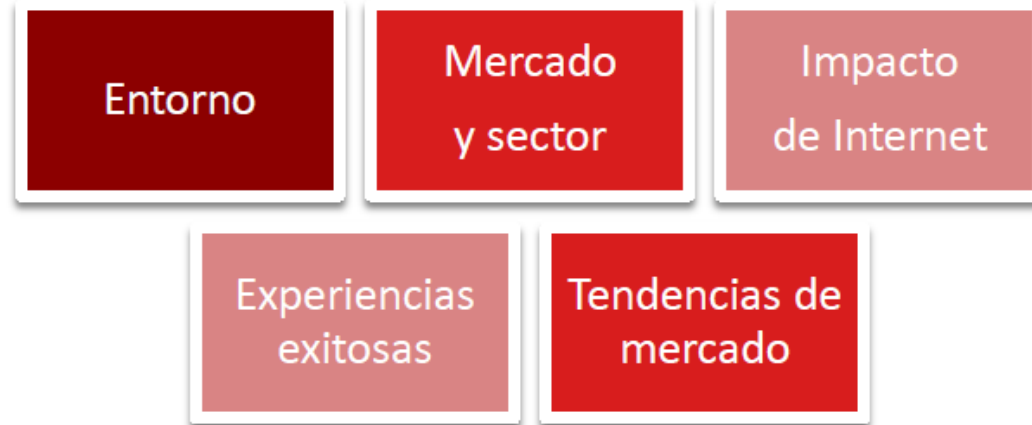 Entorno
Mercado
y sector
Impacto
de Internet
Experiencias
exitosas
Tendencias de
mercado